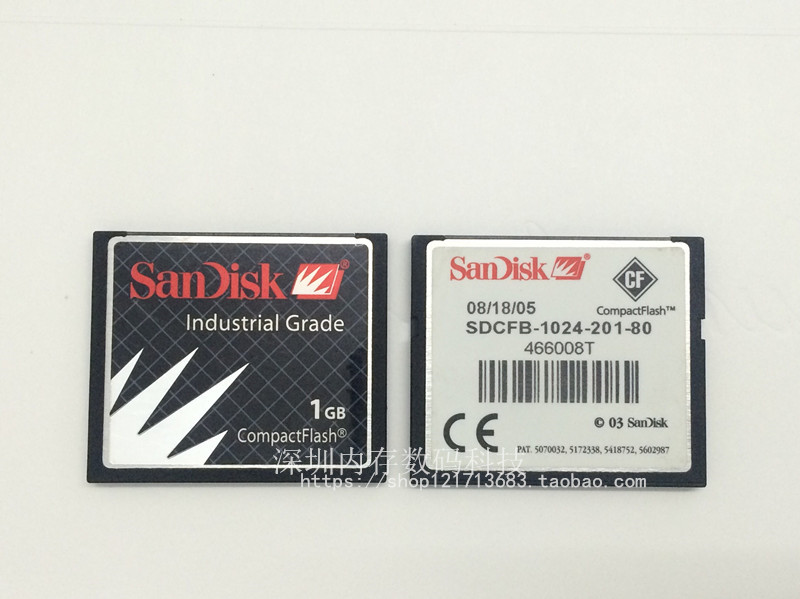 SanDisk®
Industrial Grade
1GB
CompactFlash®
SanDisk
CF
CompactFlash™
08/18/05
SDCFB-1024-201-80
466008T
CE
© 03 SanDisk
PAT. 5070032, 5172338, 5418752, 5602987
深圳内存数码科技
https://shop121713683.taobao.com